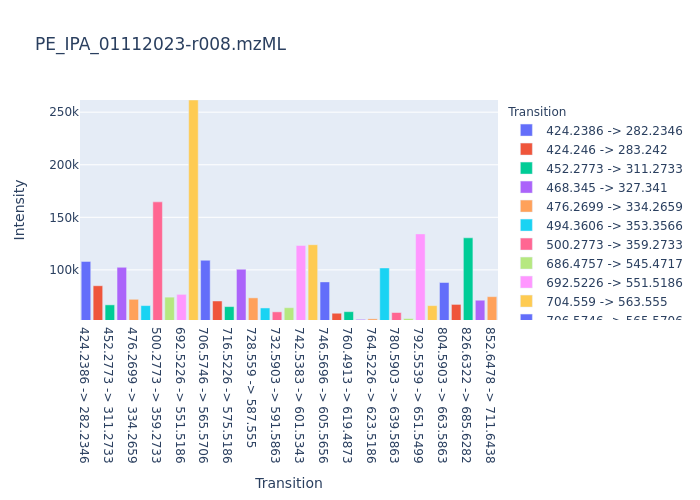 PE_IPA_01112023-r008.mzML
250k
200k
150k
100k
Intensity
424.2386 -> 282.2346
452.2773 -> 311.2733
476.2699 -> 334.2659
500.2773 -> 359.2733
692.5226 -> 551.5186
706.5746 -> 565.5706
716.5226 -> 575.5186
728.559 -> 587.555
732.5903 -> 591.5863
742.5383 -> 601.5343
746.5696 -> 605.5656
760.4913 -> 619.4873
764.5226 -> 623.5186
780.5903 -> 639.5863
792.5539 -> 651.5499
804.5903 -> 663.5863
826.6322 -> 685.6282
852.6478 -> 711.6438
Transition
Transition
424.2386 -> 282.2346
424.246 -> 283.242
452.2773 -> 311.2733
468.345 -> 327.341
476.2699 -> 334.2659
494.3606 -> 353.3566
500.2773 -> 359.2733
686.4757 -> 545.4717
692.5226 -> 551.5186
704.559 -> 563.555
706.5746 -> 565.5706